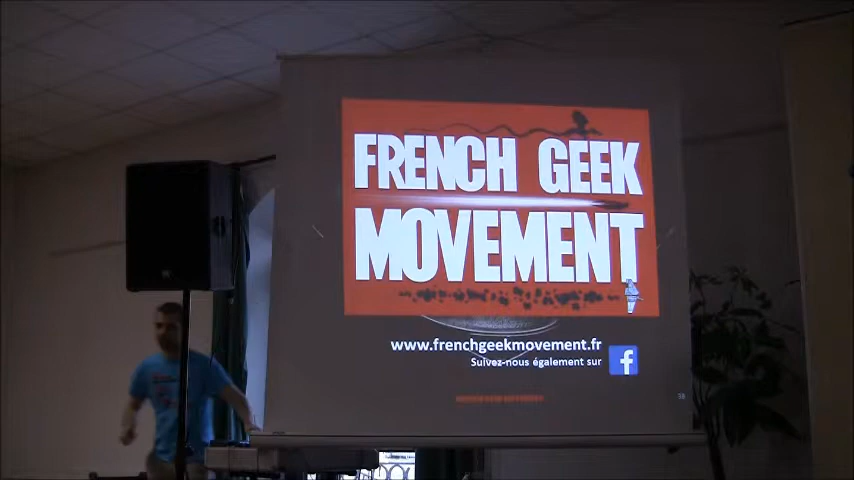 FRENCH GEEK
MOVEMENT
www.frenchgeekmovement.fr
Suivez-nous également sur
f